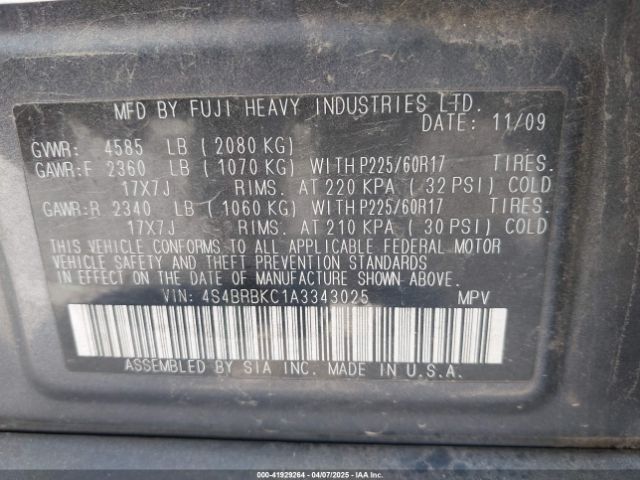 MFD BY FUJI HEAVY INDUSTRIES LTD.
DATE: 11/09
GVWR: 4585 LB ( 2080 KG)
GAWR:F 2360 LB ( 1070 KG) WITH P225/60R17 TIRES.
17X7J RIMS. AT 220 KPA ( 32 PSI) COLD
GAWR:R 2340 LB ( 1060 KG) WITH P225/60R17 TIRES.
17X7J RIMS. AT 210 KPA ( 30 PSI) COLD
THIS VEHICLE CONFORMS TO ALL APPLICABLE FEDERAL MOTOR
VEHICLE SAFETY AND THEFT PREVENTION STANDARDS
IN EFFECT ON THE DATE OF MANUFACTURE SHOWN ABOVE.
VIN: 4S4BRBKC1A3343025 MPV
ASSEMBLED BY SIA INC. MADE IN U.S.A.
000-41929264 | 04/07/2025 | Copyright © IAA